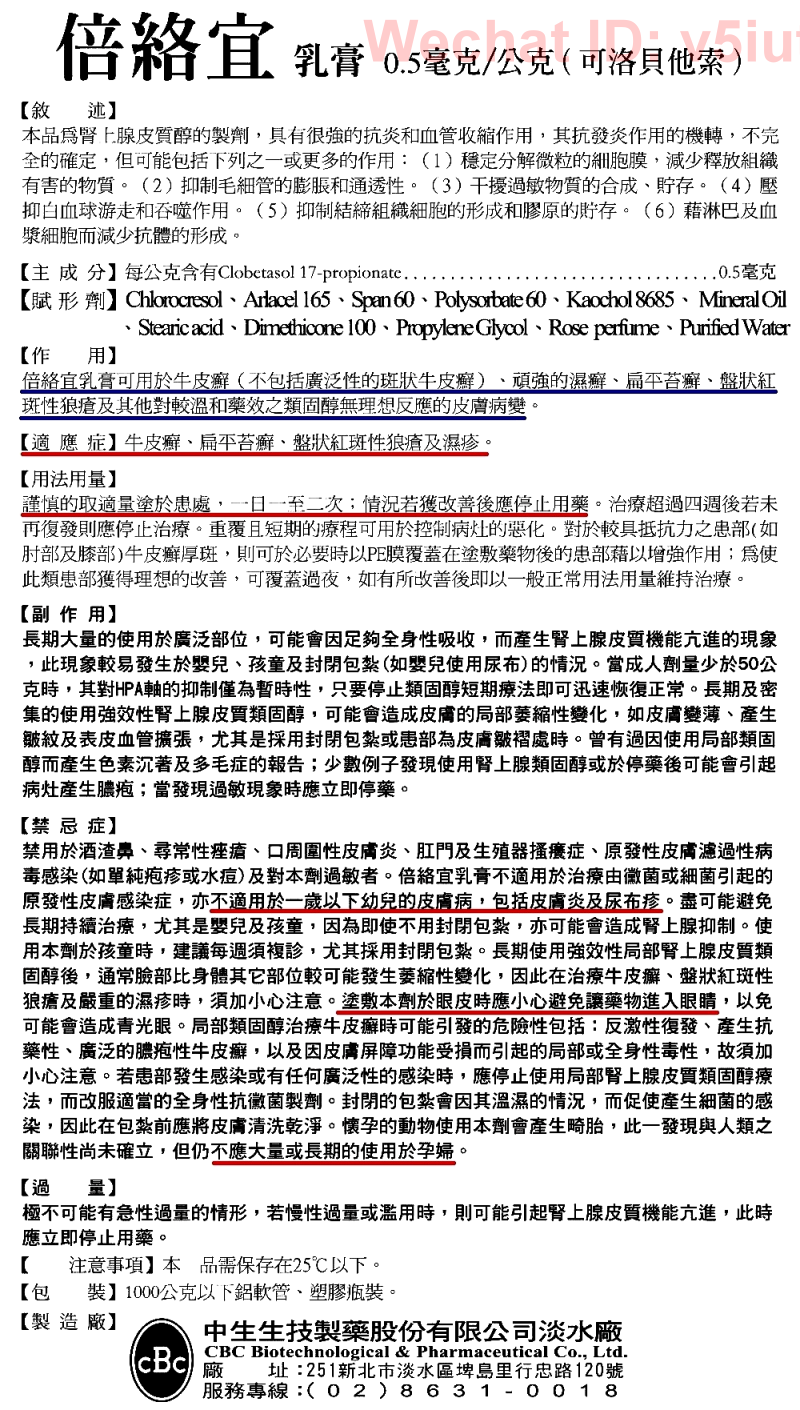 Wechat ID: v5iu
倍絡宜 乳膏 0.5毫克/公克(可洛貝他索)
【敘 述】
本品為腎上腺皮質醇的製劑，具有很強的抗炎和血管收縮作用，其抗發炎作用的機轉，不完
全的確定，但可能包括下列之一或更多的作用：（1）穩定分解微粒的細胞膜，減少釋放組織
有害的物質。（2）抑制毛細管的膨脹和通透性。（3）干擾過敏物質的合成、貯存。（4）壓
抑白血球游走和吞噬作用。（5）抑制結締組織細胞的形成和膠原的貯存。（6）藉淋巴及血
漿細胞而減少抗體的形成。
【主 成 分】每公克含有Clobetasol 17-propionate................................0.5毫克
【賦 形 劑】Chlorocresol、Arlacel 165、Span 60、Polysorbate 60、Kaochol 8685、Mineral Oil
、Stearic acid、Dimethicone 100、Propylene Glycol、Rose perfume、Purified Water
【作 用】
倍絡宜乳膏可用於牛皮癬（不包括廣泛性的斑狀牛皮癬）、頑強的濕癬、扁平苔癬、盤狀紅
斑性狼瘡及其他對較溫和藥效之類固醇無理想反應的皮膚病變。
【適 應 症】牛皮癬、扁平苔癬、盤狀紅斑性狼瘡及濕疹。
【用法用量】
謹慎的取適量塗於患處，一日一至二次；情況若獲改善後應停止用藥。治療超過四週後若未
再復發則應停止治療。重覆且短期的療程可用於控制病灶的惡化。對於較具抵抗力之患部(如
肘部及膝部)牛皮癬厚斑，則可於必要時以PE膜覆蓋在塗敷藥物後的患部藉以增強作用；為使
此類患部獲得理想的改善，可覆蓋過夜，如有所改善後即以一般正常用法用量維持治療。
【副 作 用】
長期大量的使用於廣泛部位，可能會因足夠全身性吸收，而產生腎上腺皮質機能亢進的現象
，此現象較易發生於嬰兒、孩童及封閉包紮(如嬰兒使用尿布)的情況。當成人劑量少於50公
克時，其對HPA軸的抑制僅為暫時性，只要停止類固醇短期療法即可迅速恢復正常。長期及密
集的使用強效性腎上腺皮質類固醇，可能會造成皮膚的局部萎縮性變化，如皮膚變薄、產生
皺紋及表皮血管擴張，尤其是採用封閉包紮或患部為皮膚皺褶處時。曾有過因使用局部類固
醇而產生色素沉著及多毛症的報告；少數例子發現使用腎上腺類固醇或於停藥後可能會引起
病灶產生膿疱；當發現過敏現象時應立即停藥。
【禁 忌 症】
禁用於酒渣鼻、尋常性痤瘡、口周圍性皮膚炎、肛門及生殖器搔癢症、原發性皮膚濾過性病
毒感染(如單純疱疹或水痘)及對本劑過敏者。倍絡宜乳膏不適用於治療由黴菌或細菌引起的
原發性皮膚感染症，亦不適用於一歲以下幼兒的皮膚病，包括皮膚炎及尿布疹。盡可能避免
長期持續治療，尤其是嬰兒及孩童，因為即使不用封閉包紮，亦可能會造成腎上腺抑制。使
用本劑於孩童時，建議每週須複診，尤其採用封閉包紮。長期使用強效性局部腎上腺皮質類
固醇後，通常臉部比身體其它部位較可能發生萎縮性變化，因此在治療牛皮癬、盤狀紅斑性
狼瘡及嚴重的濕疹時，須加小心注意。塗敷本劑於眼皮時應小心避免讓藥物進入眼睛，以免
可能會造成青光眼。局部類固醇治療牛皮癬時可能引發的危險性包括：反激性復發、產生抗
藥性、廣泛的膿疱性牛皮癬，以及因皮膚屏障功能受損而引起的局部或全身性毒性，故須加
小心注意。若患部發生感染或有任何廣泛性的感染時，應停止使用局部腎上腺皮質類固醇療
法，而改服適當的全身性抗黴菌製劑。封閉的包紮會因其溫濕的情況，而促使產生細菌的感
染，因此在包紮前應將皮膚清洗乾淨。懷孕的動物使用本劑會產生畸胎，此一發現與人類之
關聯性尚未確立，但仍不應大量或長期的使用於孕婦。
【過 量】
極不可能有急性過量的情形，若慢性過量或濫用時，則可能引起腎上腺皮質機能亢進，此時
應立即停止用藥。
【 注意事項】本 品需保存在25℃以下。
【包 裝】1000公克以下鋁軟管、塑膠瓶裝。
【製 造 廠】
CBC
中生生技製藥股份有限公司淡水廠
CBC Biotechnological & Pharmaceutical Co., Ltd.
廠 址：251新北市淡水區埤島里行忠路120號
服務專線：(02)8631-0018